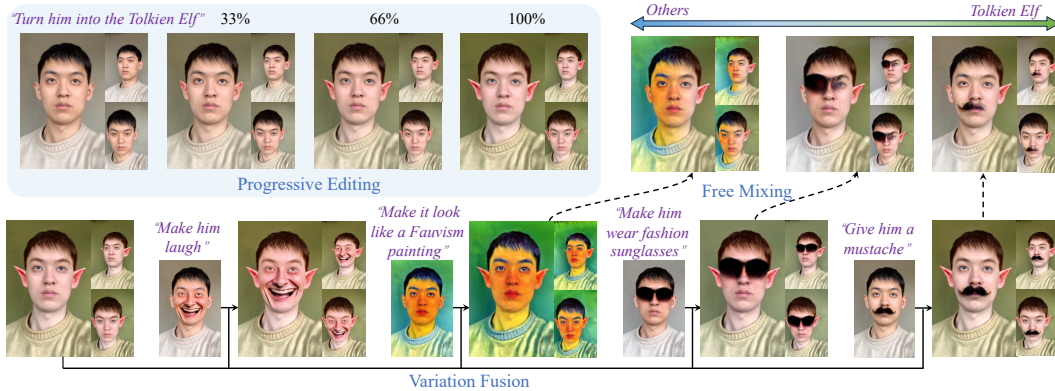 “Turn him into the Tolkien Elf”
33%
66%
100%
Others
Tolkien Elf
Progressive Editing
Free Mixing
“Make him
laugh”
“Make it look
like a Fauvism
painting”
“Make him
wear fashion
sunglasses”
“Give him a
mustache”
Variation Fusion